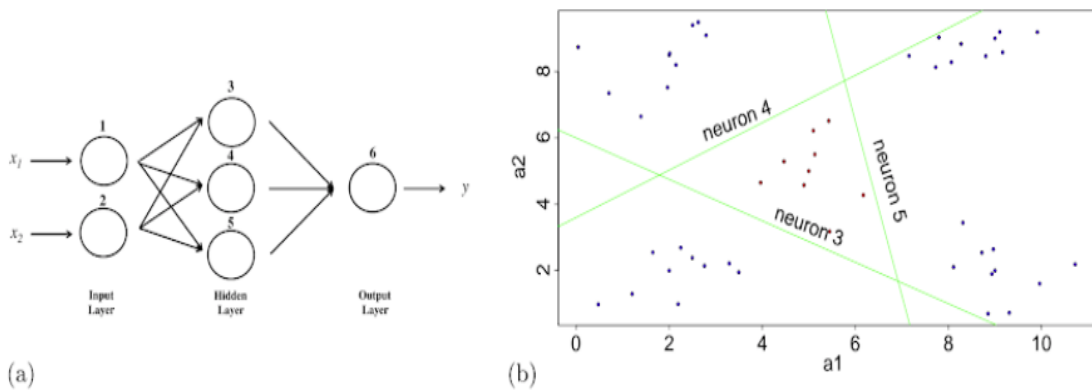 3
1
x1
4
6
y
2
x2
5
Input
Layer
Hidden
Layer
Output
Layer
(a)
8
6
4
2
a2
neuron 4
neuron 5
neuron 3
0 2 4 6 8 10
a1
(b)